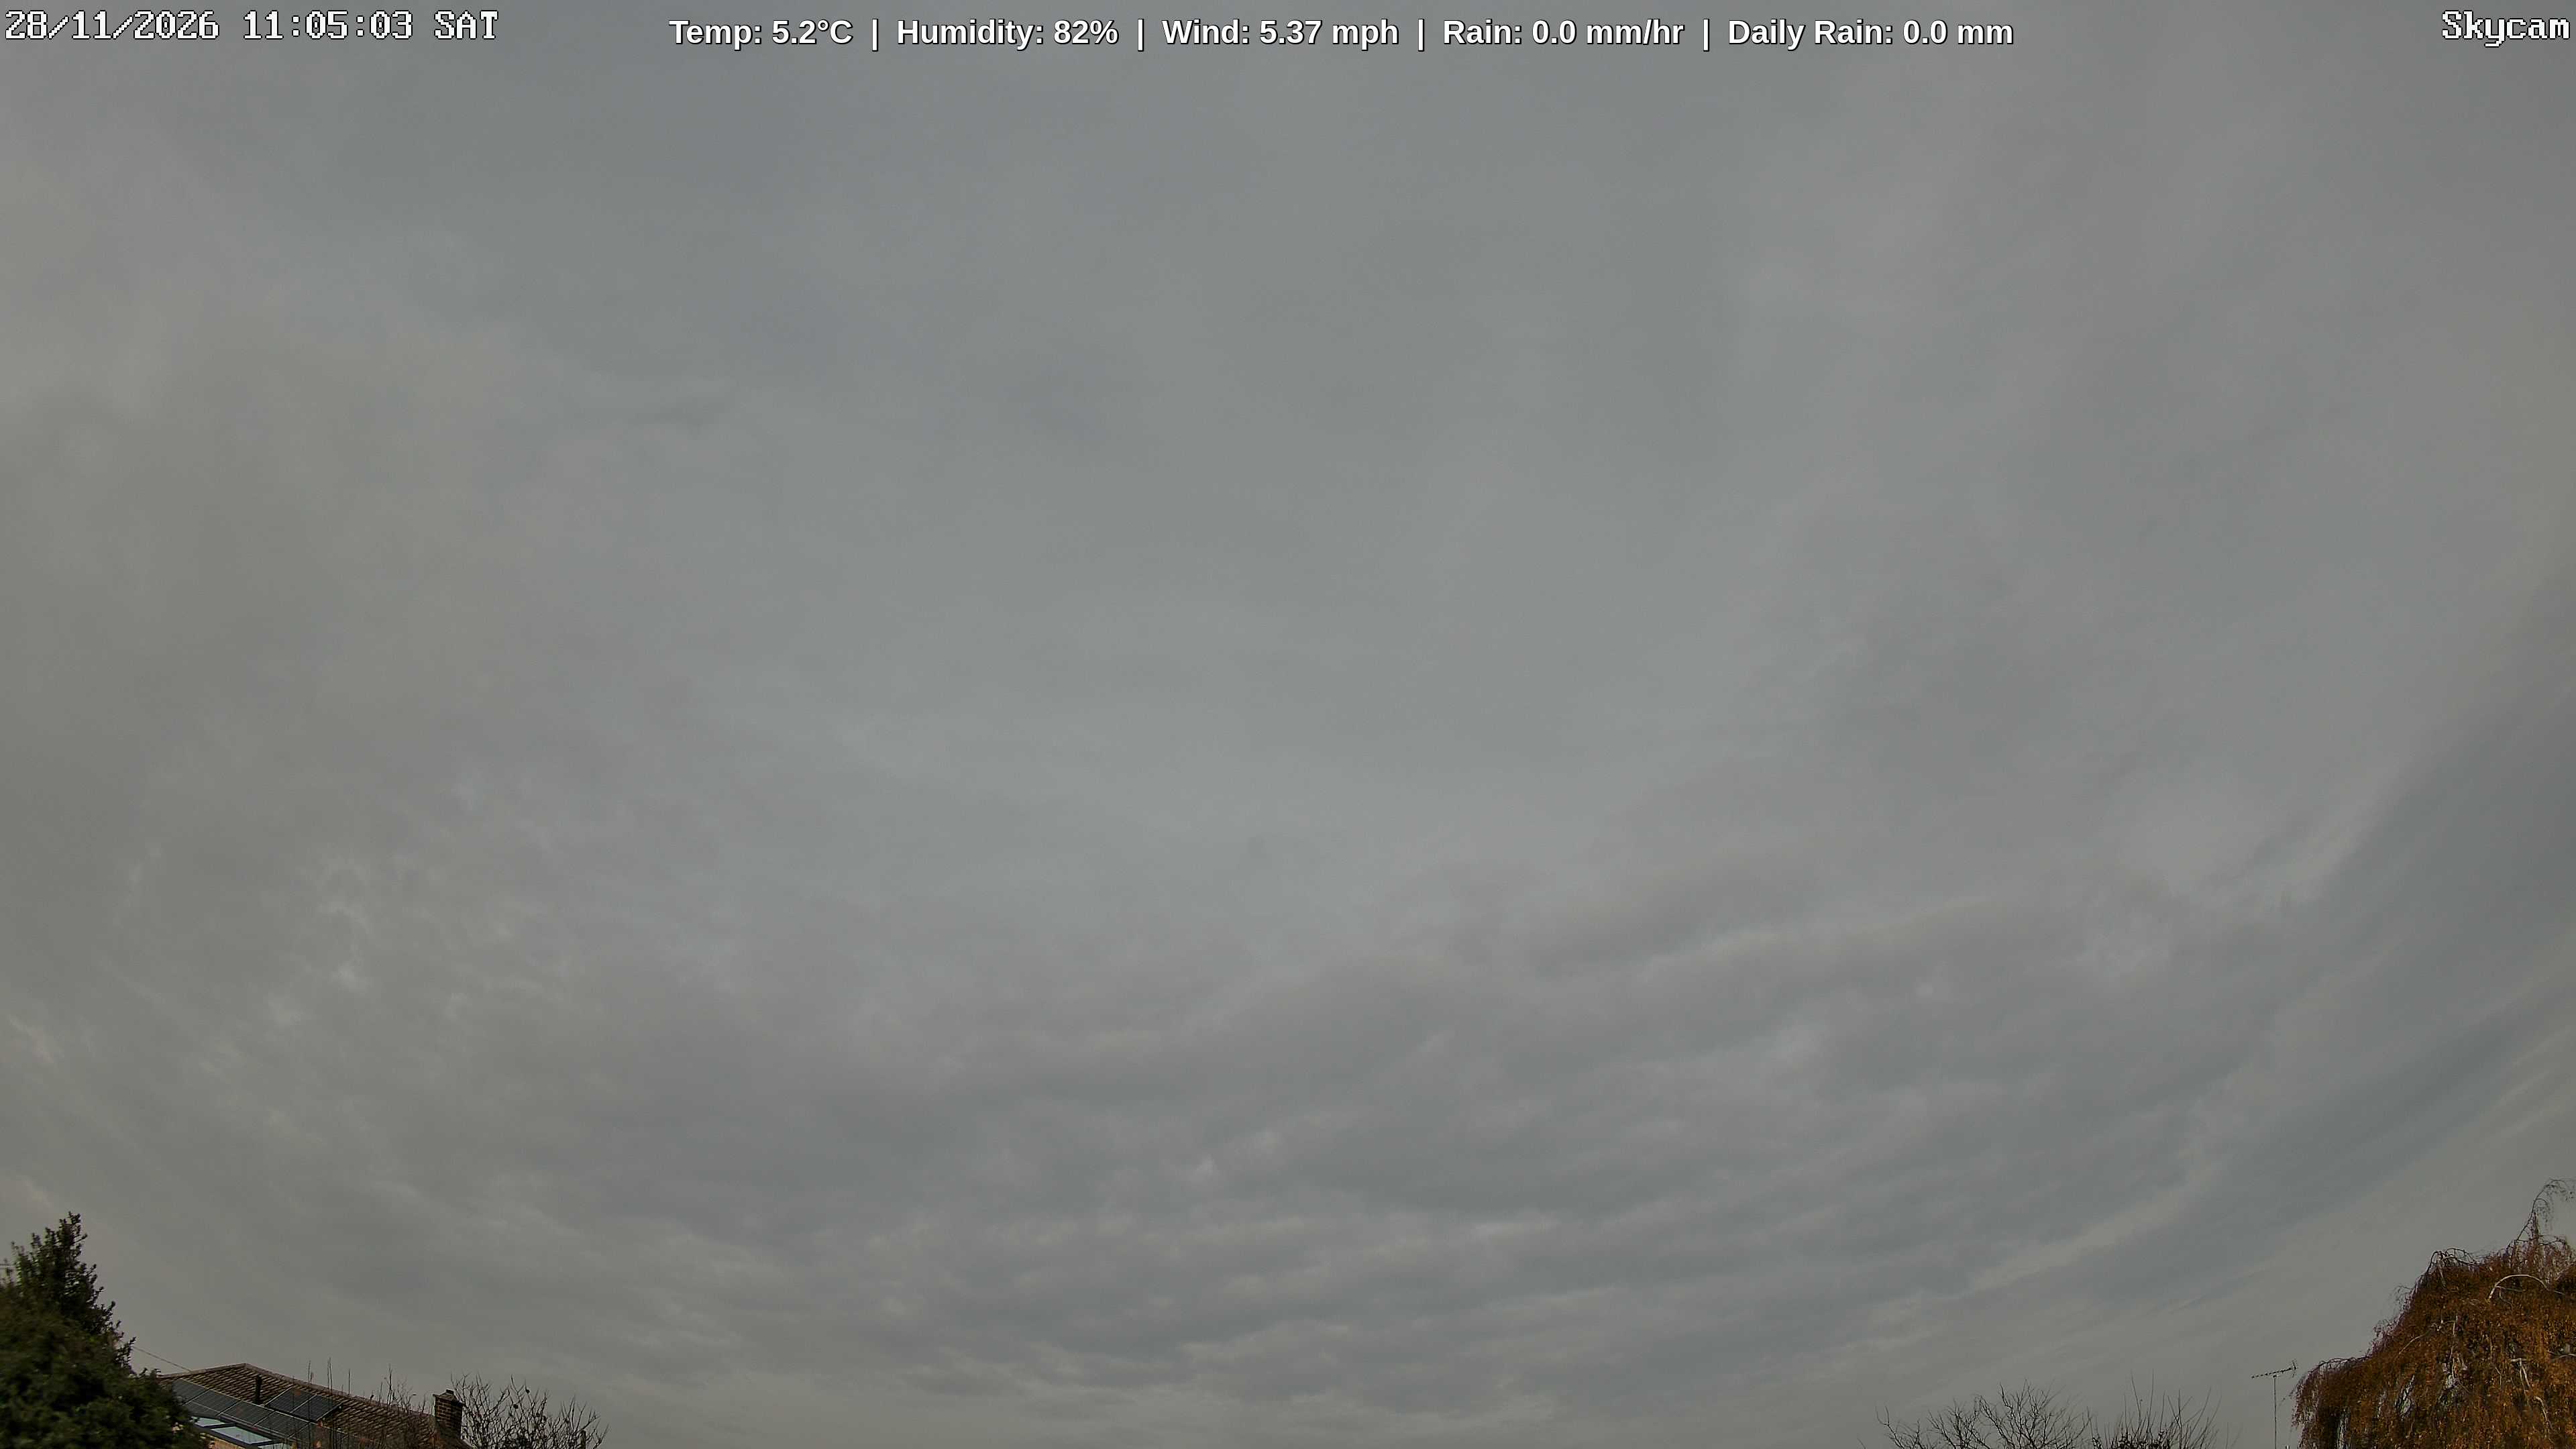 28/11/2026 11:05:03 SAT
Temp: 5.2°C | Humidity: 82% | Wind: 5.37 mph | Rain: 0.0 mm/hr | Daily Rain: 0.0 mm
Skycam